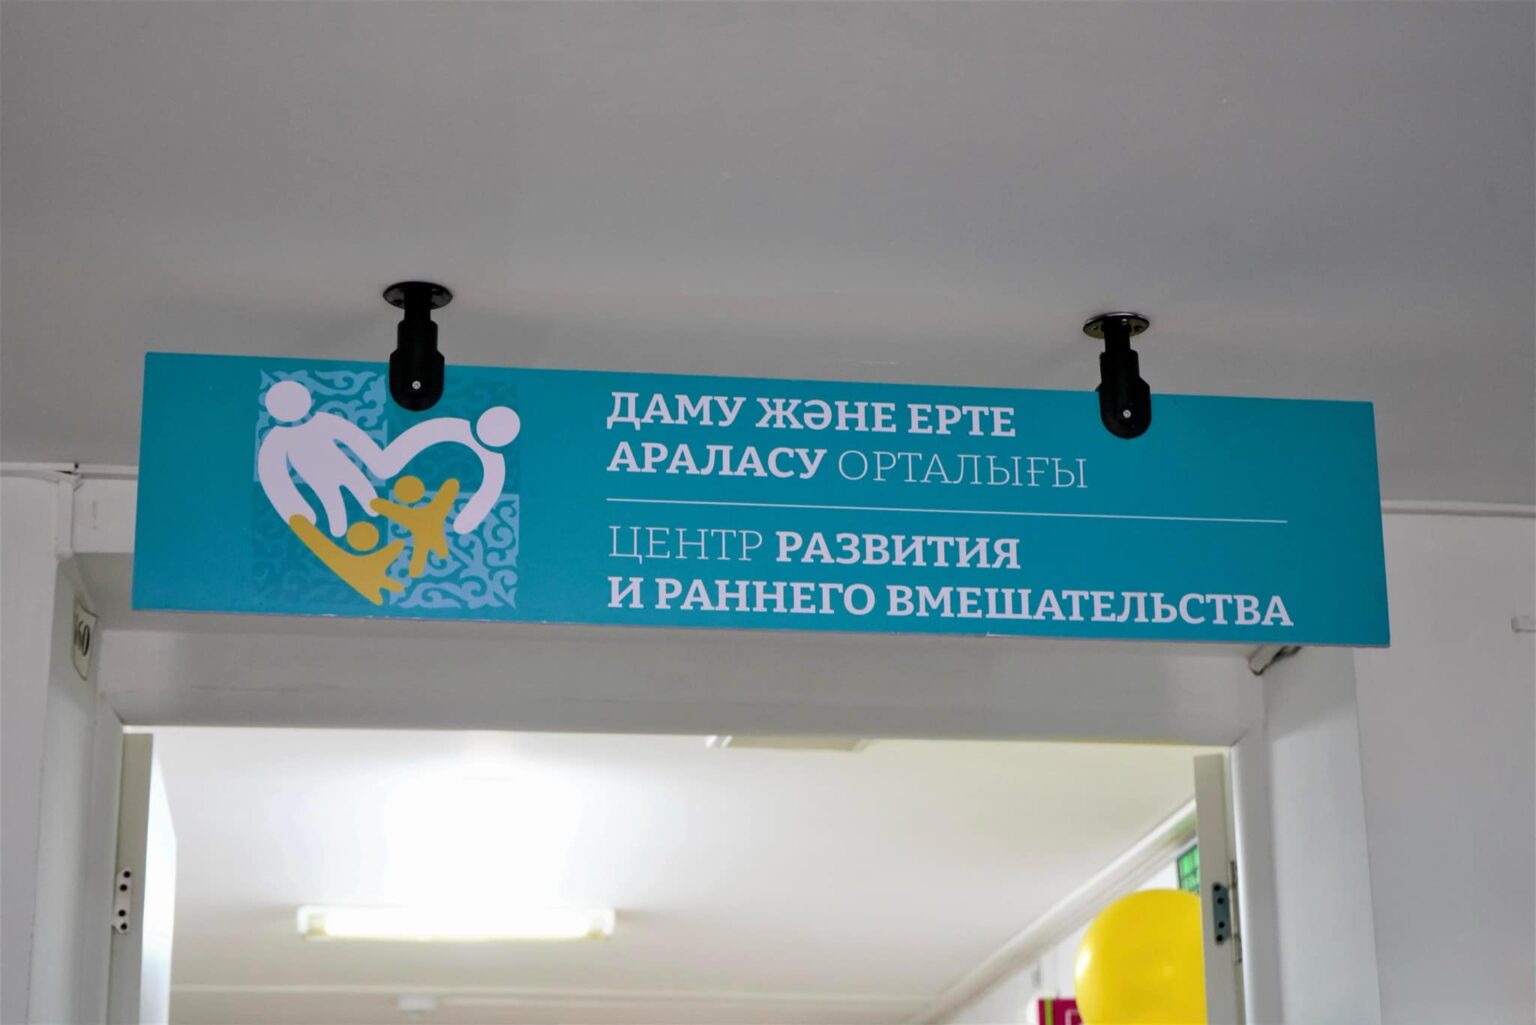 ДАМУ ЖӘНЕ ЕРТЕ
АРАЛАСУ ОРТАЛЫҒЫ
ЦЕНТР РАЗВИТИЯ
И РАННЕГО ВМЕШАТЕЛЬСТВА